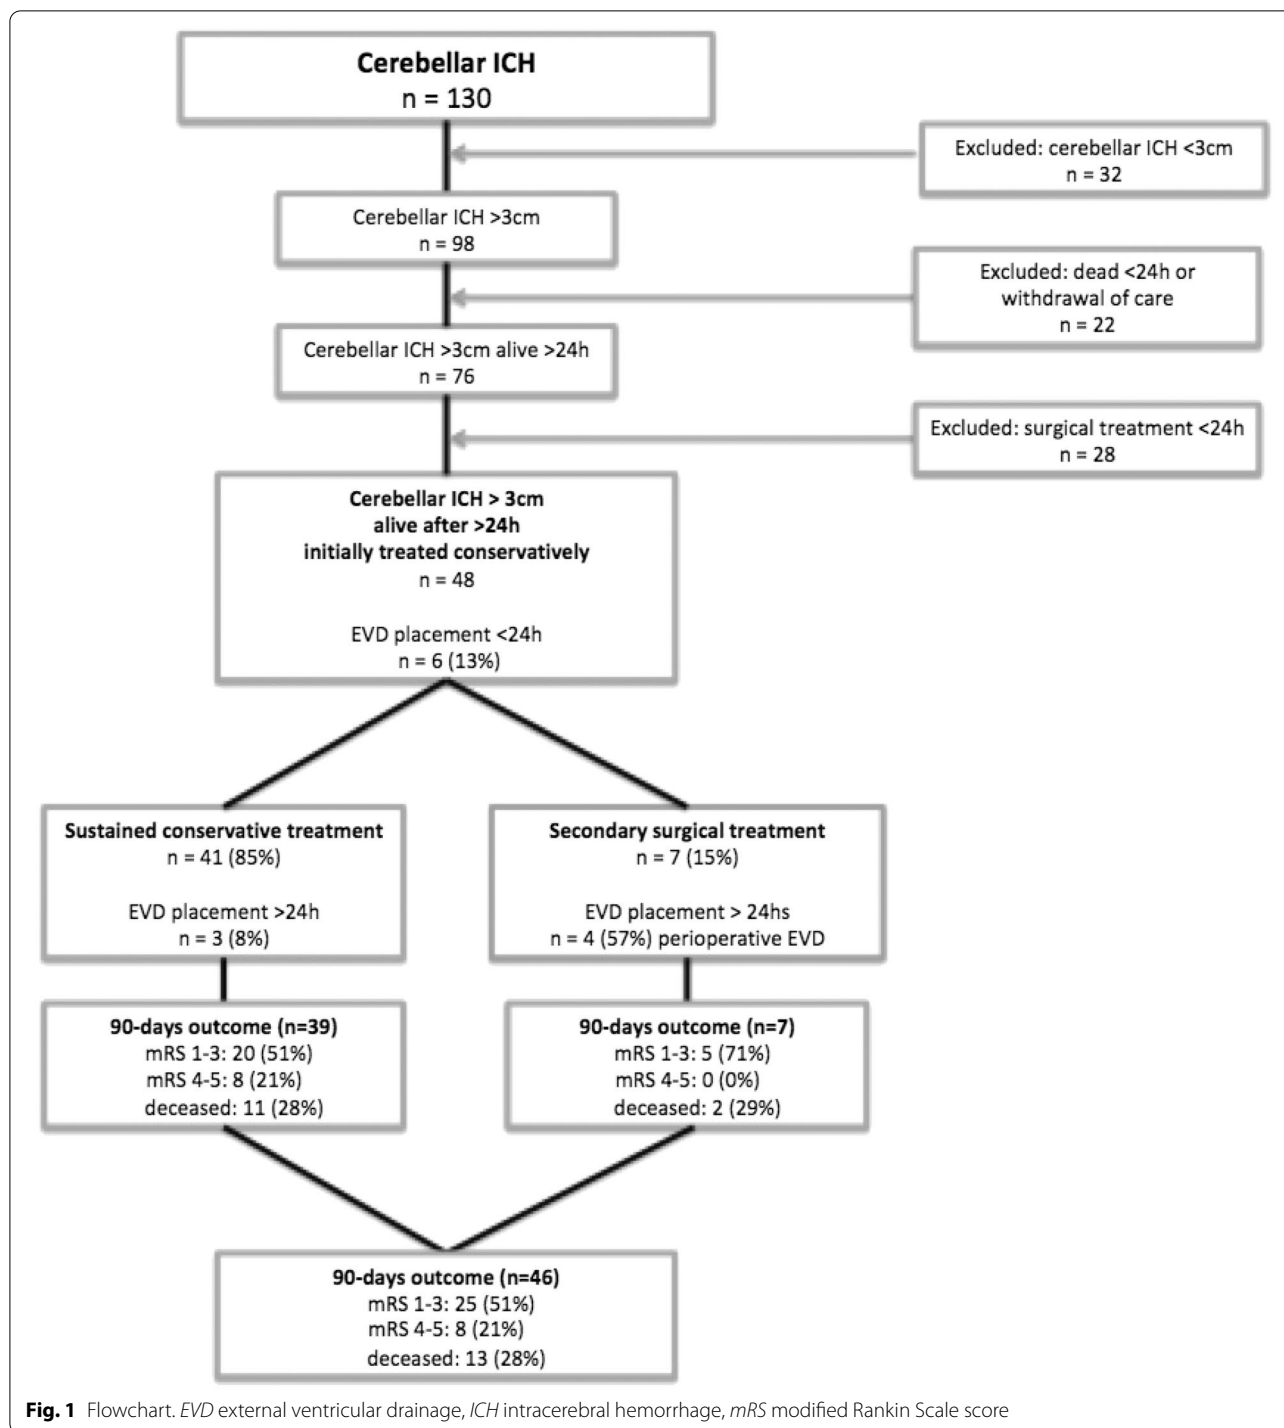 Cerebellar ICH
n = 130
Excluded: cerebellar ICH <3cm
n = 32
Cerebellar ICH >3cm
n = 98
Excluded: dead <24h or
withdrawal of care
n = 22
Cerebellar ICH >3cm alive >24h
n = 76
Excluded: surgical treatment <24h
n = 28
Cerebellar ICH > 3cm
alive after >24h
initially treated conservatively
n = 48
EVD placement <24h
n = 6 (13%)
Sustained conservative treatment
n = 41 (85%)
EVD placement >24h
n = 3 (8%)
Secondary surgical treatment
n = 7 (15%)
EVD placement > 24hs
n = 4 (57%) perioperative EVD
90-days outcome (n=39)
mRS 1-3: 20 (51%)
mRS 4-5: 8 (21%)
deceased: 11 (28%)
90-days outcome (n=7)
mRS 1-3: 5 (71%)
mRS 4-5: 0 (0%)
deceased: 2 (29%)
90-days outcome (n=46)
mRS 1-3: 25 (51%)
mRS 4-5: 8 (21%)
deceased: 13 (28%)
Fig. 1 Flowchart. EVD external ventricular drainage, ICH intracerebral hemorrhage, mRS modified Rankin Scale score